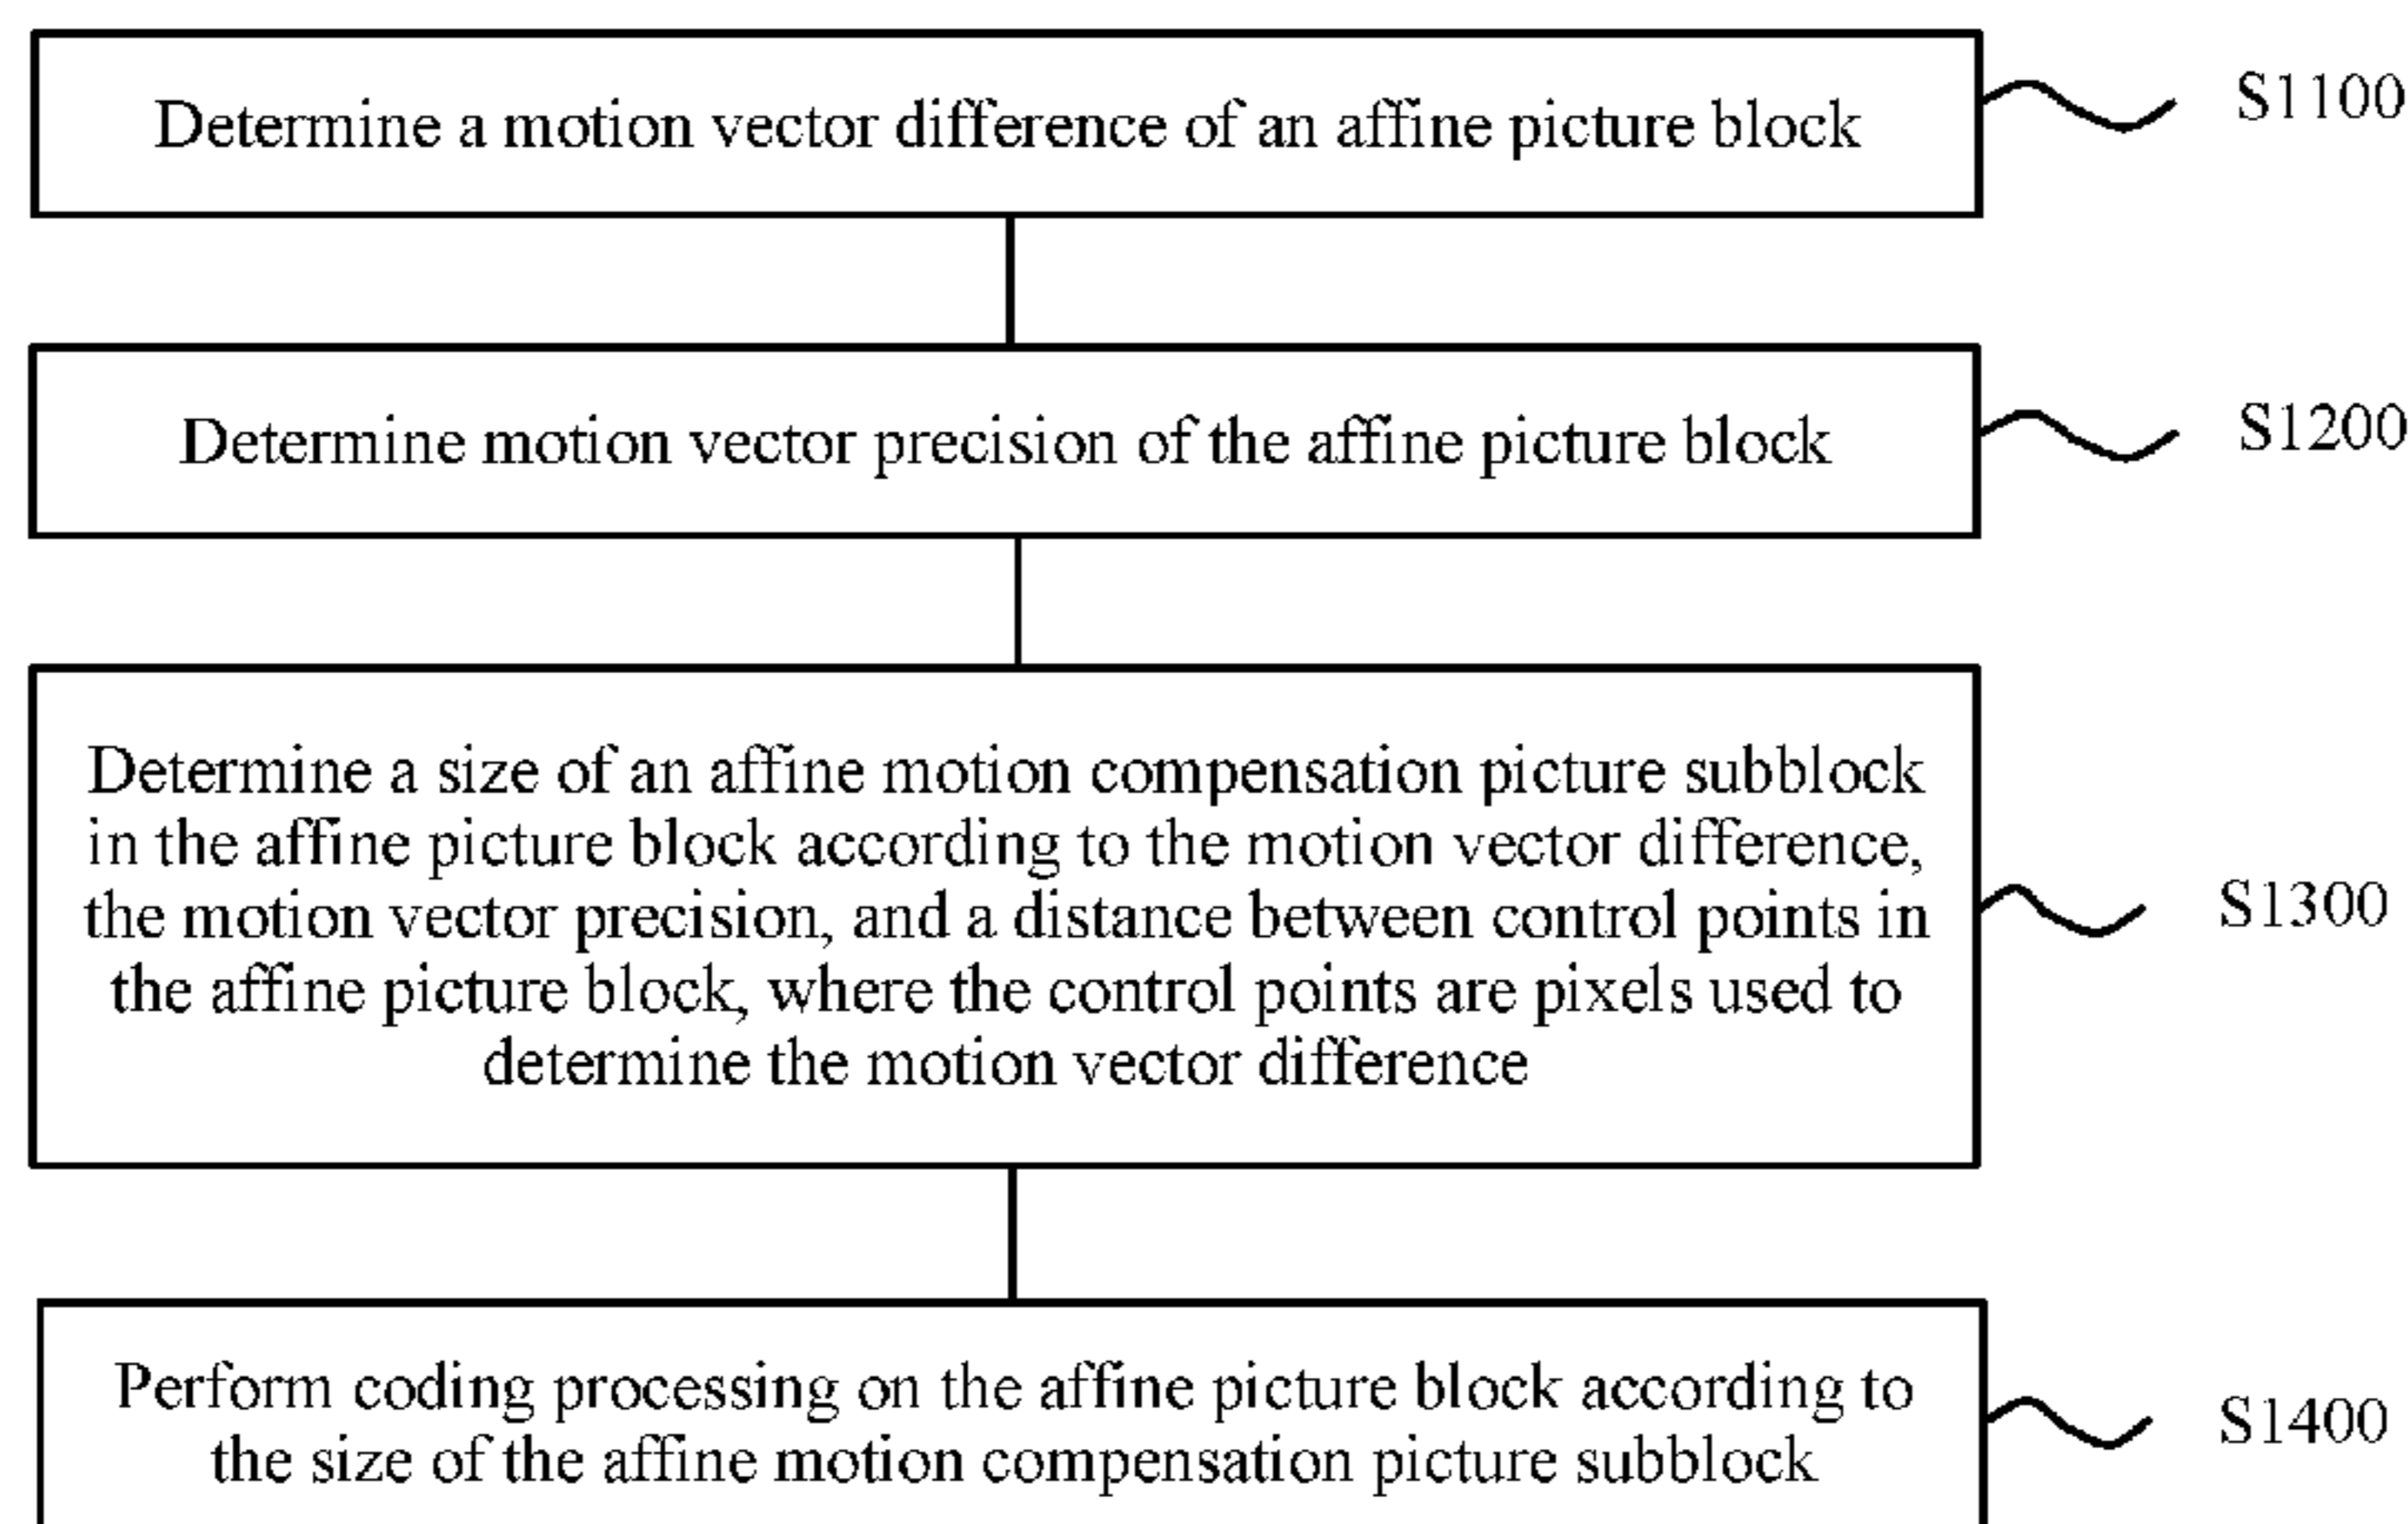 Determine a motion vector difference of an affine picture block
S1100
Determine motion vector precision of the affine picture block
S1200
Determine a size of an affine motion compensation picture subblock
in the affine picture block according to the motion vector difference,
the motion vector precision, and a distance between control points in
the affine picture block, where the control points are pixels used to
determine the motion vector difference
S1300
Perform coding processing on the affine picture block according to
the size of the affine motion compensation picture subblock
S1400